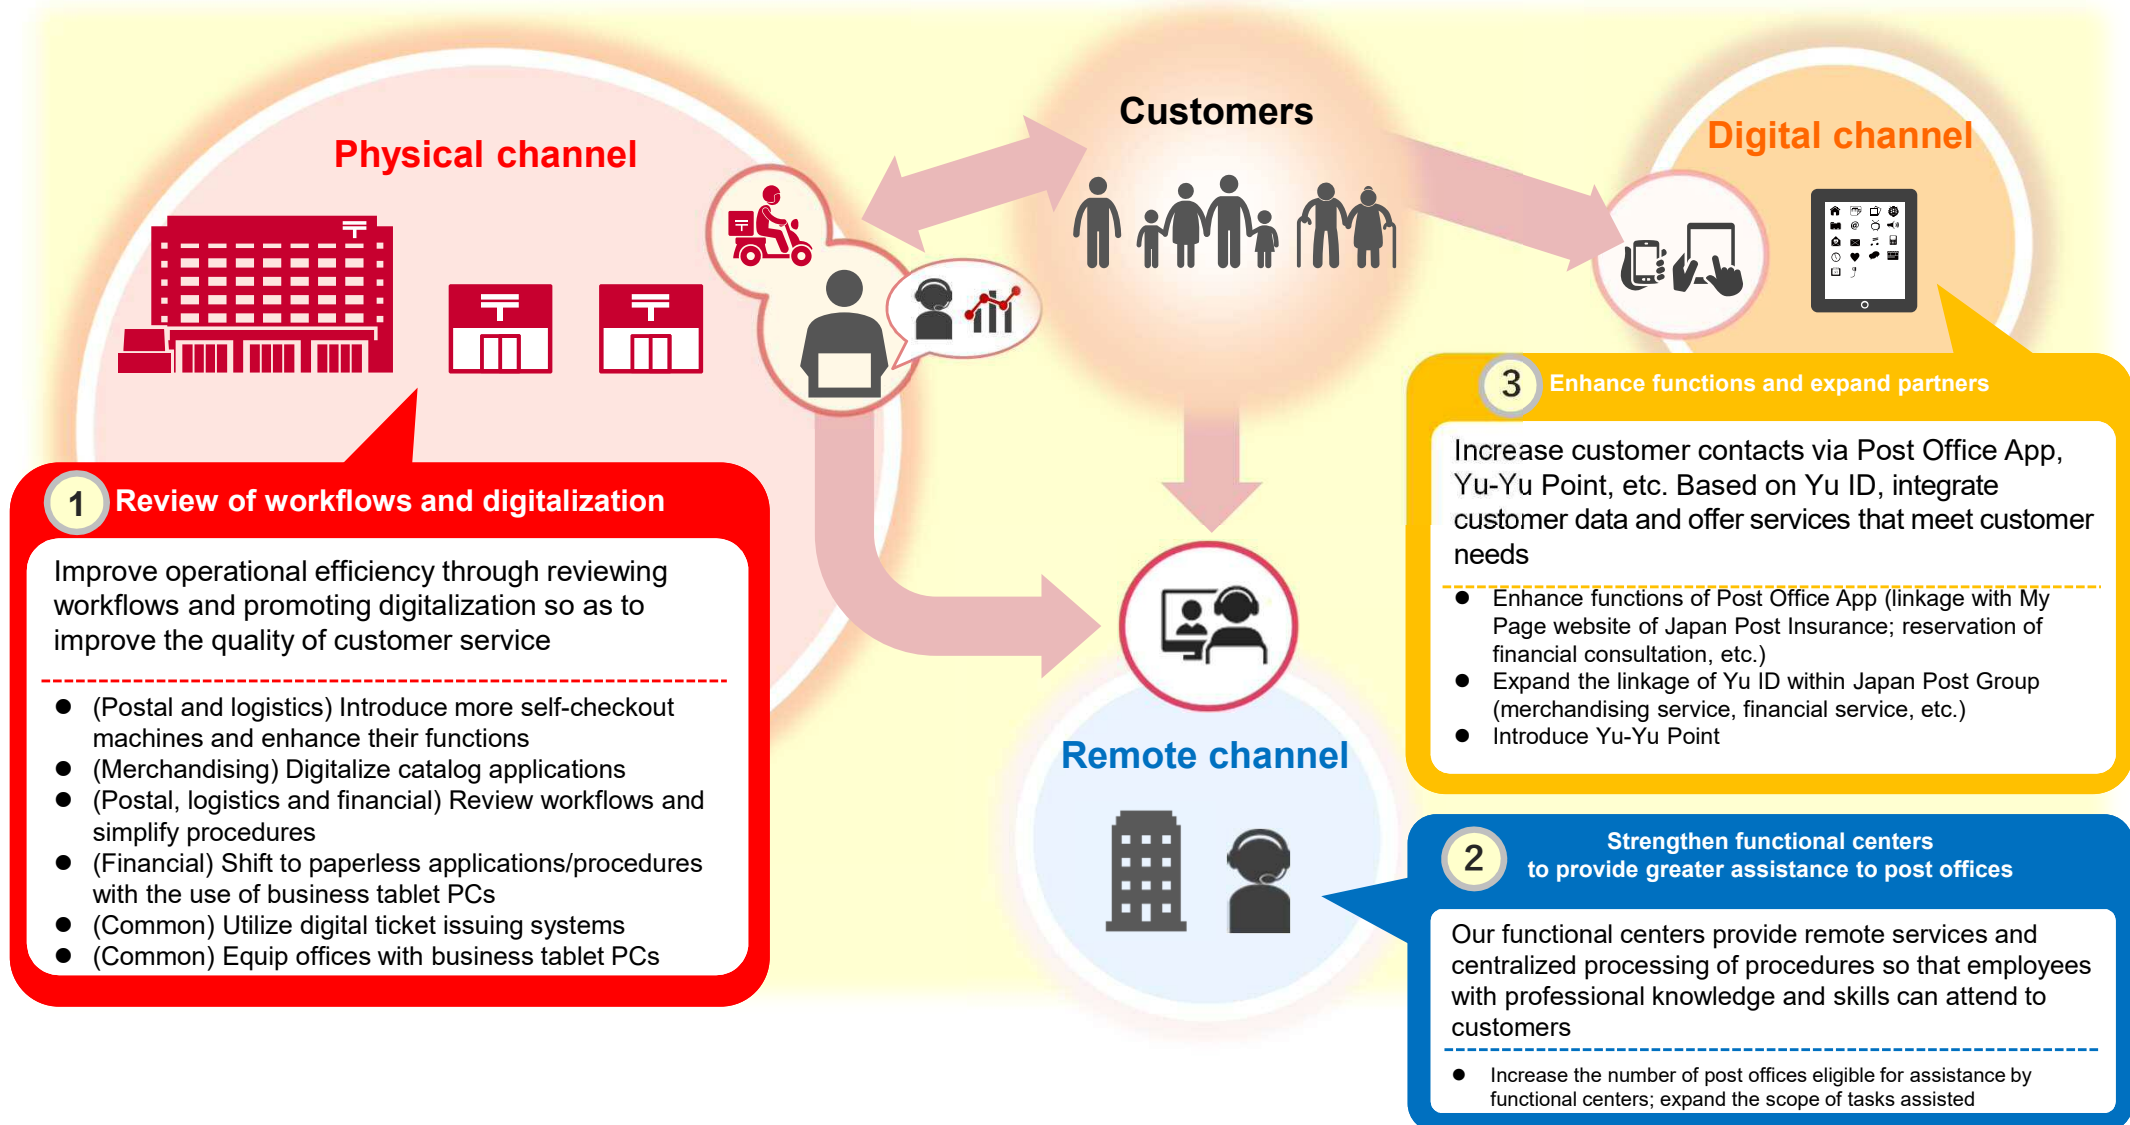 Customers
Physical channel
Digital channel
1 Review of workflows and digitalization
Improve operational efficiency through reviewing
workflows and promoting digitalization so as to
improve the quality of customer service
● (Postal and logistics) Introduce more self-checkout
machines and enhance their functions
● (Merchandising) Digitalize catalog applications
● (Postal, logistics and financial) Review workflows and
simplify procedures
● (Financial) Shift to paperless applications/procedures
with the use of business tablet PCs
● (Common) Utilize digital ticket issuing systems
● (Common) Equip offices with business tablet PCs
Remote channel
3 Enhance functions and expand partners
Increase customer contacts via Post Office App,
Yu-Yu Point, etc. Based on Yu ID, integrate
customer data and offer services that meet customer
needs
● Enhance functions of Post Office App (linkage with My
Page website of Japan Post Insurance; reservation of
financial consultation, etc.)
● Expand the linkage of Yu ID within Japan Post Group
(merchandising service, financial service, etc.)
● Introduce Yu-Yu Point
2 Strengthen functional centers
to provide greater assistance to post offices
Our functional centers provide remote services and
centralized processing of procedures so that employees
with professional knowledge and skills can attend to
customers
● Increase the number of post offices eligible for assistance by
functional centers; expand the scope of tasks assisted